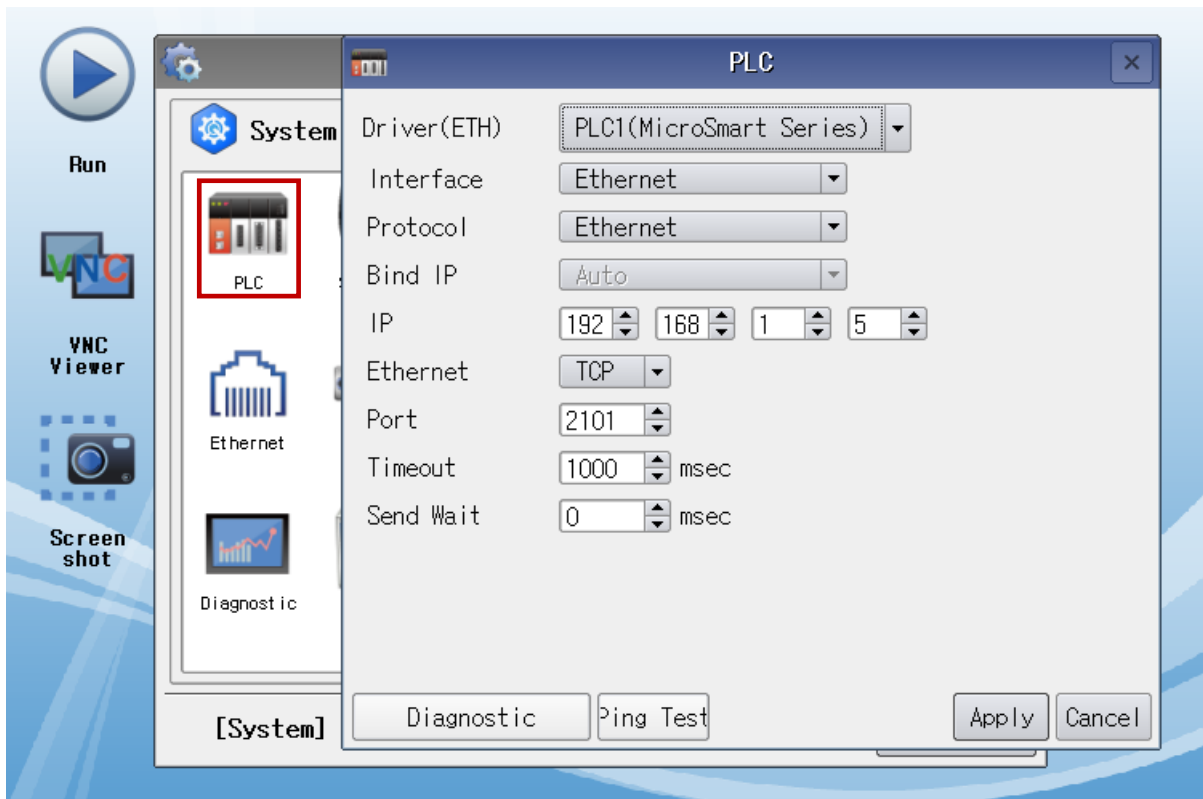 Run
VNC
VNC
Viewer
Screen
shot
System
PLC
Ethernet
Diagnostic
[System]
PLC
Driver(ETH) PLC1(MicroSmart Series)
Interface Ethernet
Protocol Ethernet
Bind IP Auto
IP 192 168 1 5
Ethernet TCP
Port 2101
Timeout 1000 msec
Send Wait 0 msec
Diagnostic Ping Test Apply Cancel